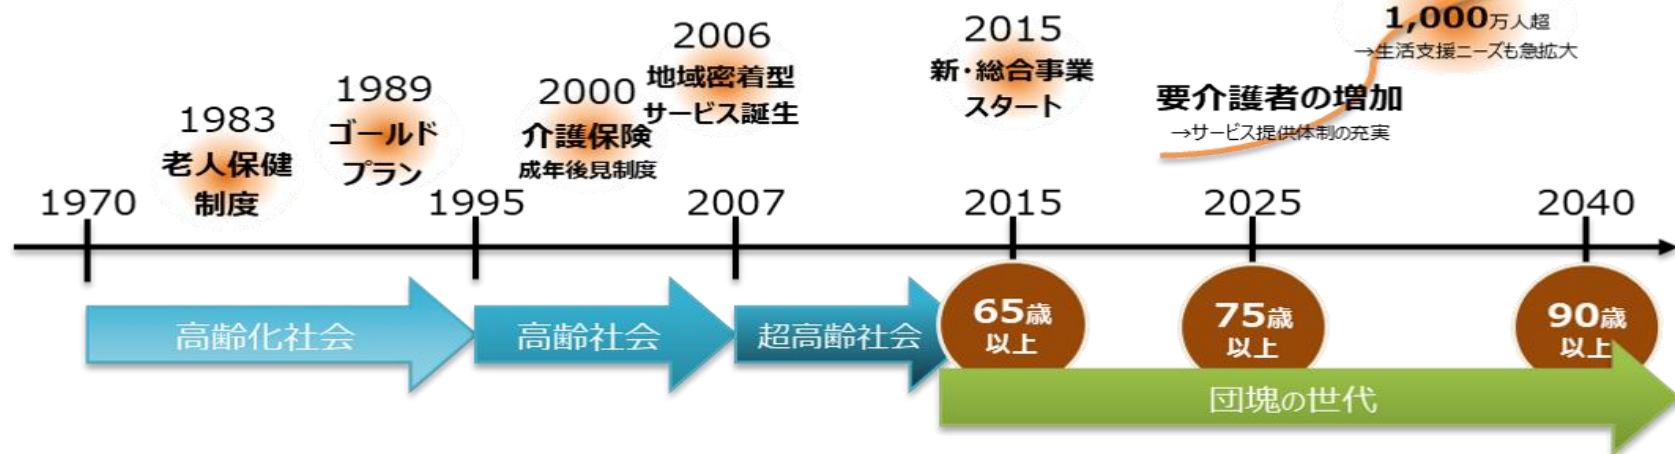 1983
老人保健
制度
1989
ゴールド
プラン
2000
介護保険
成年後見制度
2006
地域密着型
サービス誕生
2015
新・総合事業
スタート
要介護者の増加
→サービス提供体制の充実
1,000万人超
→生活支援ニーズも急拡大
1970
1995
2007
2015
2025
2040
高齢化社会
高齢社会
超高齢社会
65歳
以上
75歳
以上
90歳
以上
団塊の世代